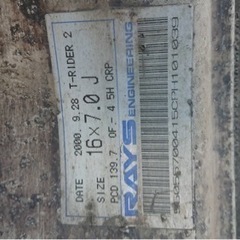 DATE 2000. 9.28 T-RIDER 2
SIZE 16×7.0 J
PCD 139.7 OF.- 4 5H CRP
RAYS
ENGINEERING